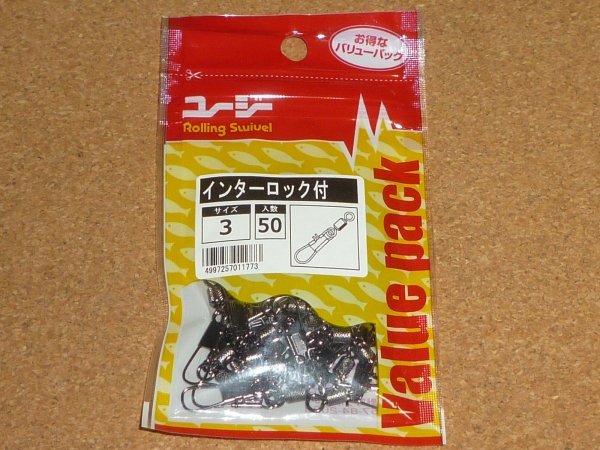 お得な
バリューパック
ユージー
Rolling Swivel
インターロック付
サイズ
入数
3
50
4997257011773
Value pack